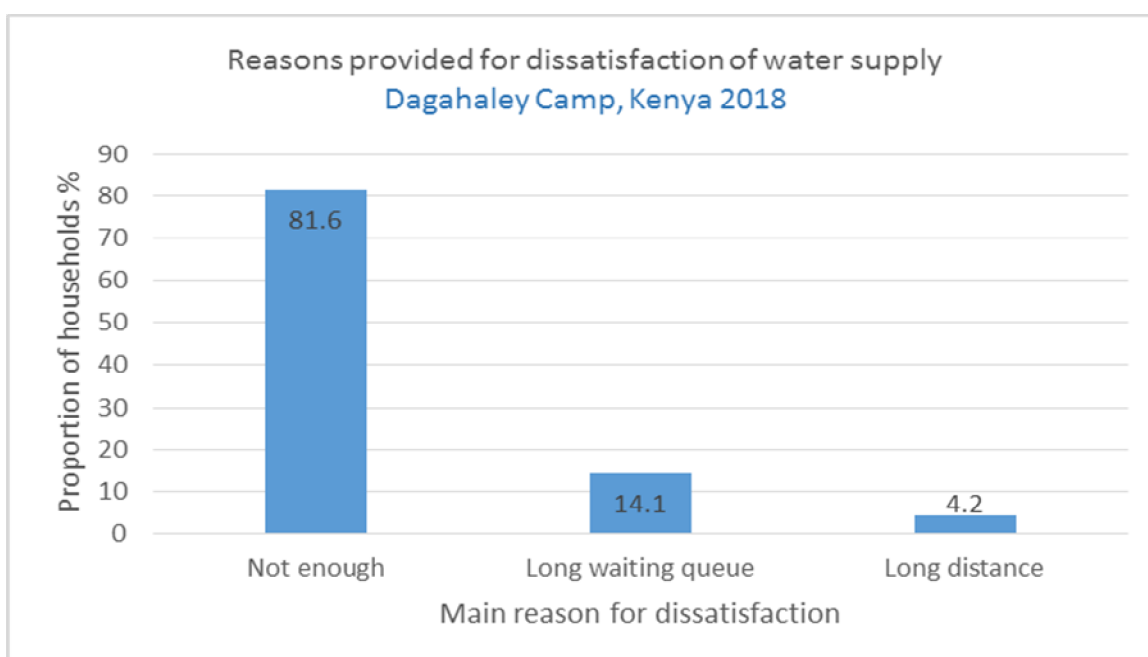 Reasons provided for dissatisfaction of water supply
Dagahaley Camp, Kenya 2018
Proportion of households %
90
80
70
60
50
40
30
20
10
0
81.6
14.1
4.2
Not enough
Long waiting queue
Long distance
Main reason for dissatisfaction